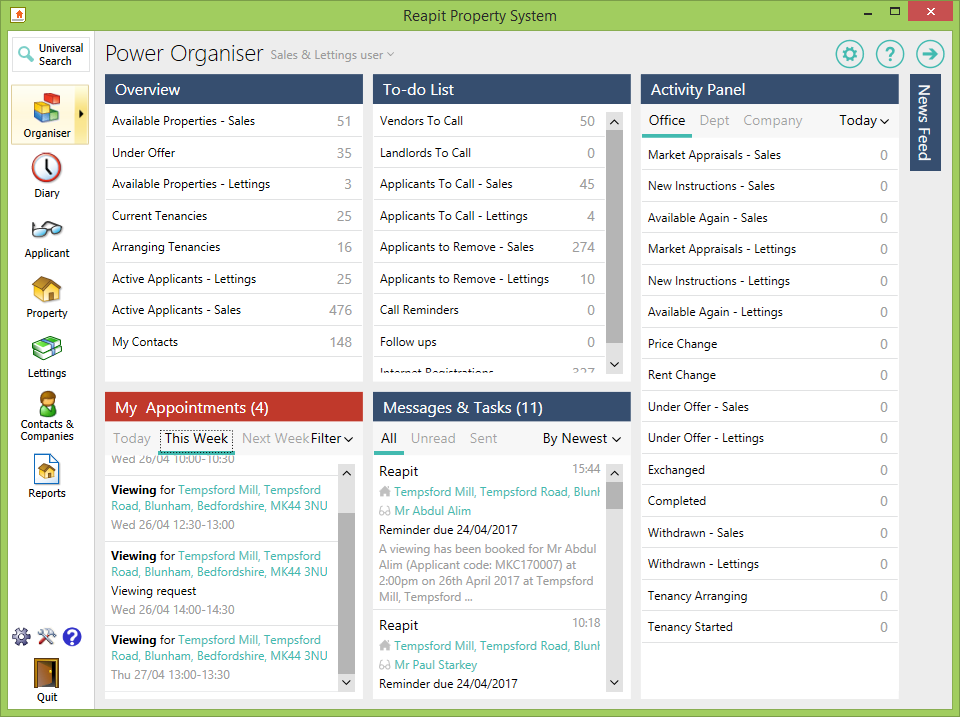 Reapit Property System
Universal
Search
Organiser
Diary
Applicant
Property
Lettings
Contacts &
Companies
Reports
Quit
Power Organiser Sales & Lettings user
Overview
Available Properties - Sales 51
Under Offer 35
Available Properties - Lettings 3
Current Tenancies 25
Arranging Tenancies 16
Active Applicants - Lettings 25
Active Applicants - Sales 476
My Contacts 148
To-do List
Vendors To Call 50
Landlords To Call 0
Applicants To Call - Sales 45
Applicants To Call - Lettings 4
Applicants to Remove - Sales 274
Applicants to Remove - Lettings 10
Call Reminders 0
Follow ups 0
Internet Registrations 327
Activity Panel
Office Dept Company Today
Market Appraisals - Sales 0
New Instructions - Sales 0
Available Again - Sales 0
Market Appraisals - Lettings 0
New Instructions - Lettings 0
Available Again - Lettings 0
Price Change 0
Rent Change 0
Under Offer - Sales 0
Under Offer - Lettings 0
Exchanged 0
Completed 0
Withdrawn - Sales 0
Withdrawn - Lettings 0
Tenancy Arranging 0
Tenancy Started 0
News Feed
My Appointments (4)
Today This Week Next Week Filter
Wed 26/04 10:00-10:30
Viewing for Tempsford Mill, Tempsford
Road, Blunham, Bedfordshire, MK44 3NU
Wed 26/04 12:30-13:00
Viewing for Tempsford Mill, Tempsford
Road, Blunham, Bedfordshire, MK44 3NU
Viewing request
Wed 26/04 14:00-14:30
Viewing for Tempsford Mill, Tempsford
Road, Blunham, Bedfordshire, MK44 3NU
Thu 27/04 13:00-13:30
Messages & Tasks (11)
All Unread Sent By Newest
Reapit 15:44
Tempsford Mill, Tempsford Road, Blunh
Mr Abdul Alim
Reminder due 24/04/2017
A viewing has been booked for Mr Abdul
Alim (Applicant code: MKC170007) at
2:00pm on 26th April 2017 at Tempsford
Mill, Tempsford ...
Reapit 10:18
Tempsford Mill, Tempsford Road, Blunh
Mr Paul Starkey
Reminder due 24/04/2017